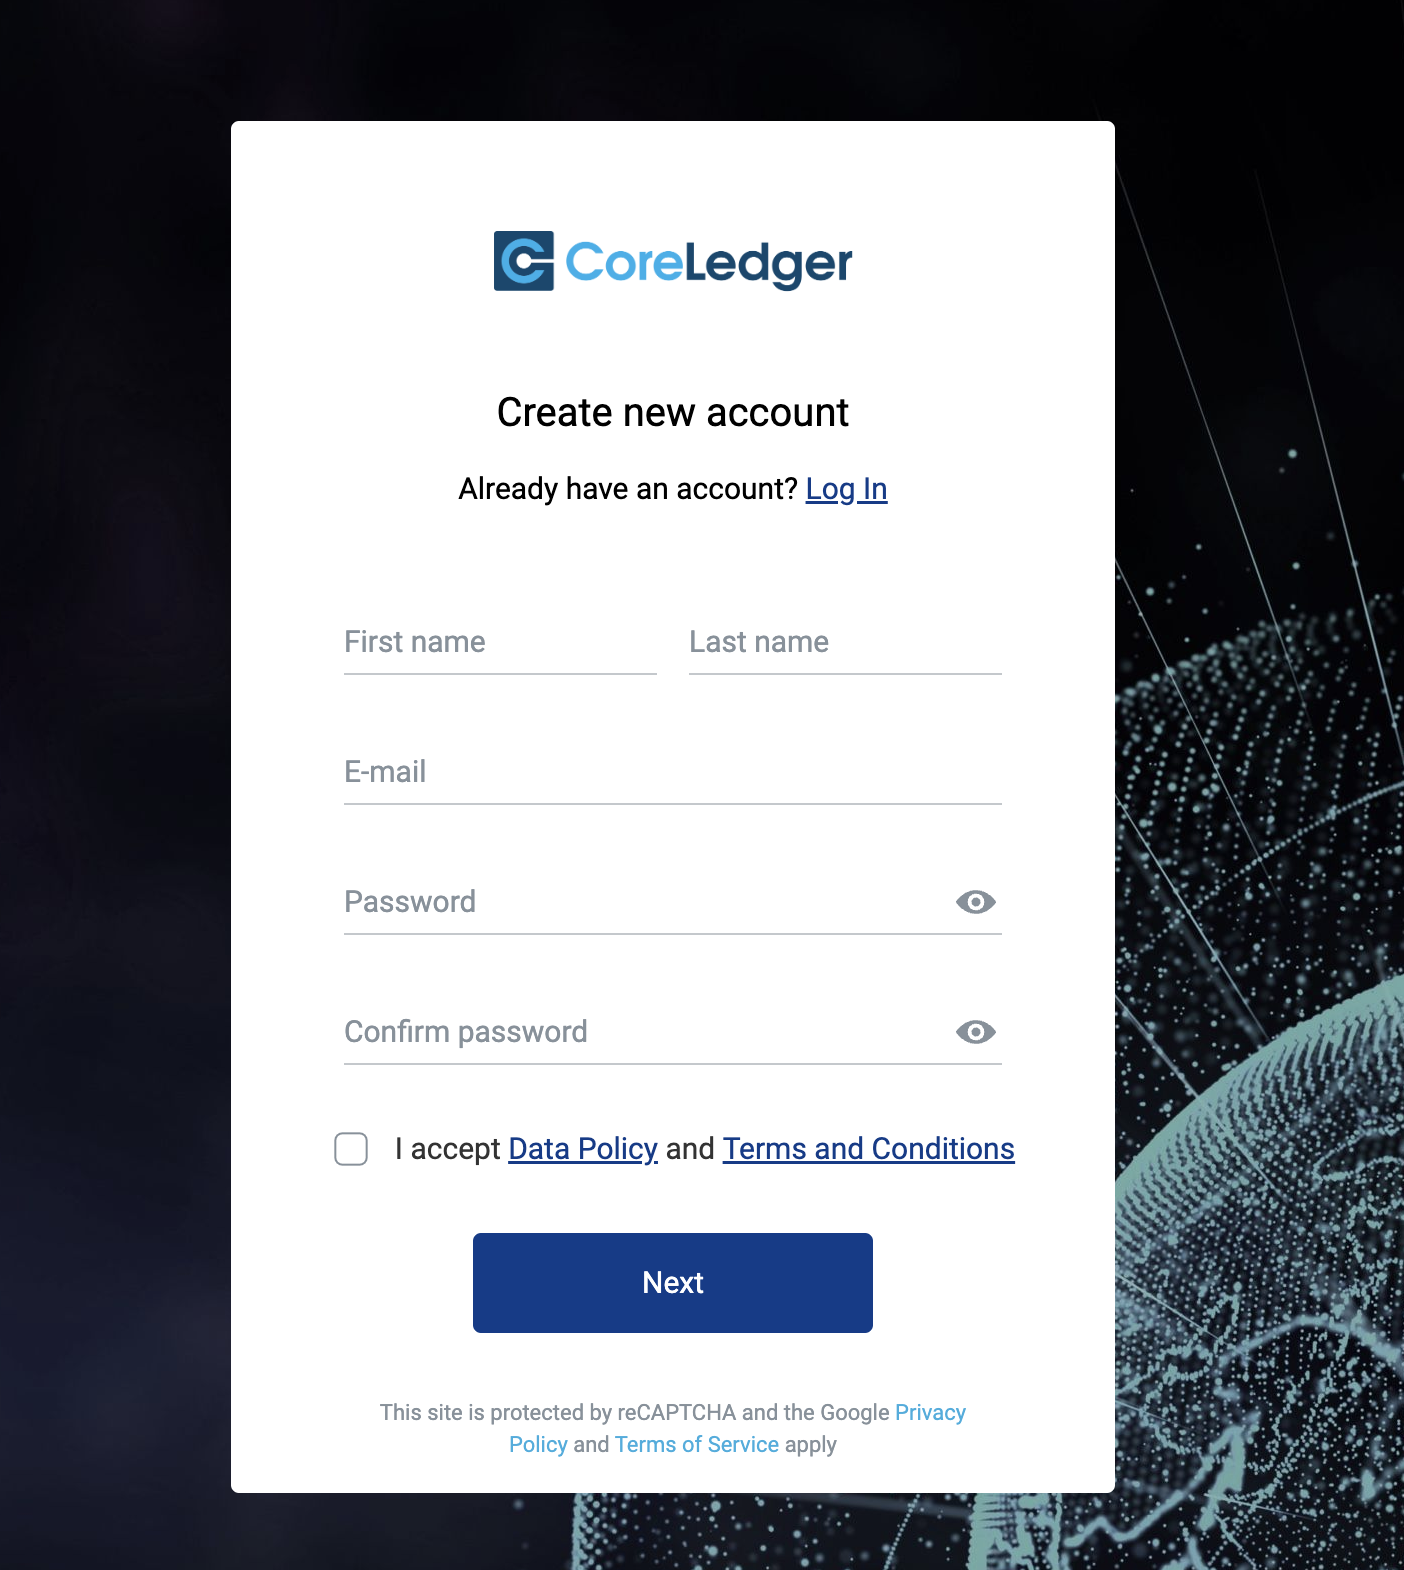 CoreLedger
Create new account
Already have an account? Log In
First name
Last name
E-mail
Password
Confirm password
I accept Data Policy and Terms and Conditions
Next
This site is protected by reCAPTCHA and the Google Privacy
Policy and Terms of Service apply